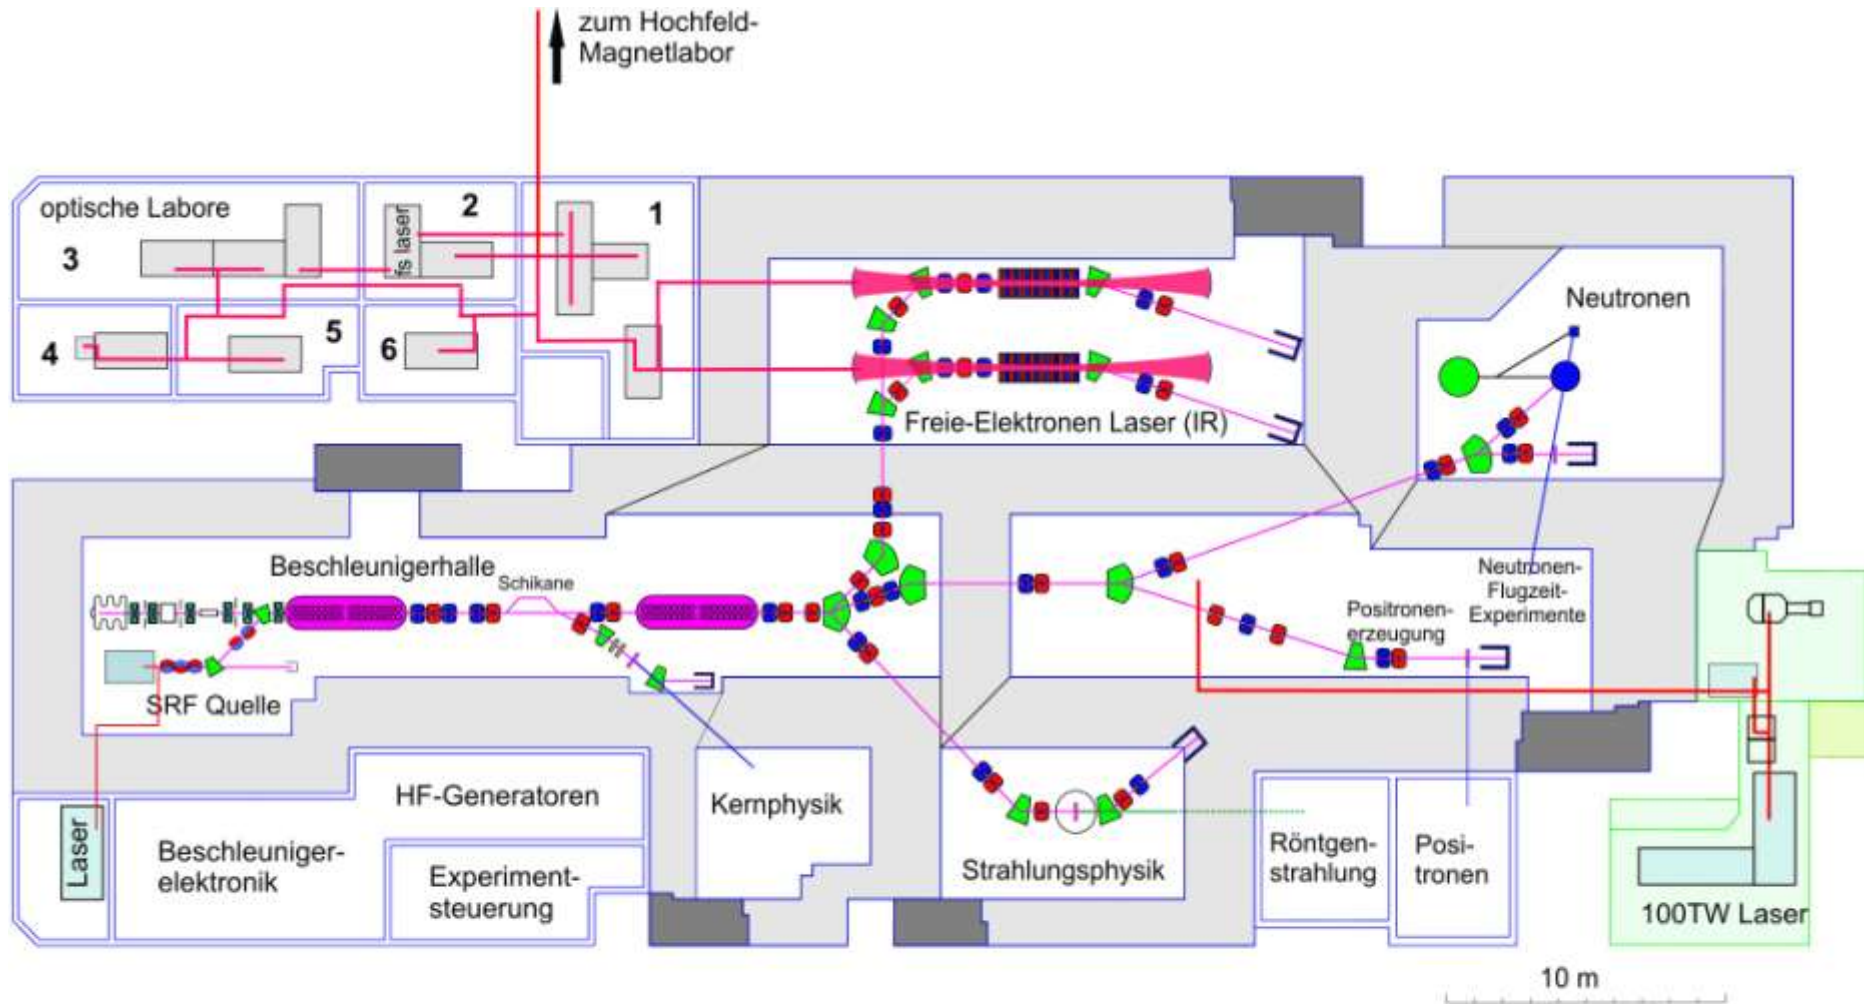 zum Hochfeld-
Magnetlabor
optische Labore
1
2
3
fs laser
4
5
6
Neutronen
Freie-Elektronen Laser (IR)
Beschleunigerhalle
Schikane
Neutronen-
Flugzeit-
Experimente
Positronen-
erzeugung
SRF Quelle
HF-Generatoren
Kernphysik
Laser
Beschleuniger-
elektronik
Experiment-
steuerung
Strahlungsphysik
Röntgen-
strahlung
Posi-
tronen
100TW Laser
10 m